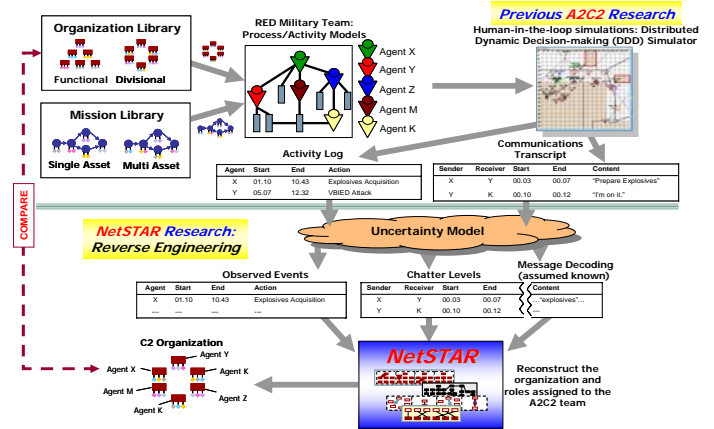 Organization Library
Functional Divisional
Mission Library
Single Asset Multi Asset
RED Military Team:
Process/Activity Models
Agent X
Agent Y
Agent Z
Agent M
Agent K
Previous A2C2 Research
Human-in-the-loop simulations: Distributed
Dynamic Decision-making (DDD) Simulator
Activity Log
Agent Start End Action
X 01.10 10.43 Explosives Acquisition
Y 05.07 12.32 VBIED Attack
Communications
Transcript
Sender Receiver Start End Content
X Y 00.03 00.07 "Prepare Explosives"
Y K 00.10 00.12 "I'm on it."
COMPARE
NetSTAR Research:
Reverse Engineering
Uncertainty Model
Observed Events
Agent Start End Action
X 01.10 10.43 Explosives Acquisition
--- --- --- ---
Chatter Levels
Sender Receiver Start End
X Y 00.03 00.07
Y K 00.10 00.12
Message Decoding
(assumed known)
Content
…"explosives"…
---
C2 Organization
Agent Y
Agent X
Agent K
Agent M
Agent Z
Agent K
NetSTAR
Reconstruct the
organization and
roles assigned to the
A2C2 team